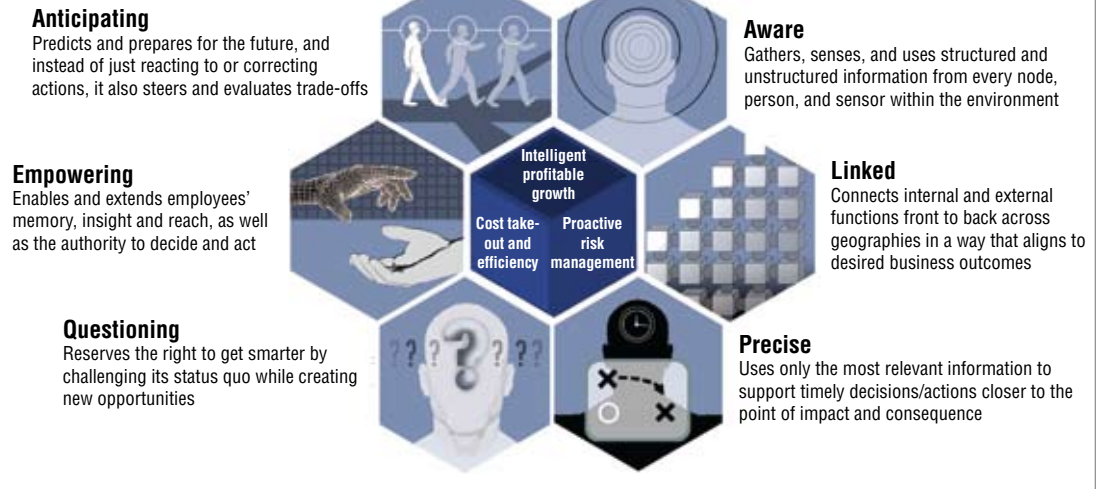 Anticipating
Predicts and prepares for the future, and
instead of just reacting to or correcting
actions, it also steers and evaluates trade-offs
Aware
Gathers, senses, and uses structured and
unstructured information from every node,
person, and sensor within the environment
Empowering
Enables and extends employees'
memory, insight and reach, as well
as the authority to decide and act
Intelligent
profitable
growth
Cost take-
out and
efficiency
Proactive
risk
management
Linked
Connects internal and external
functions front to back across
geographies in a way that aligns to
desired business outcomes
Questioning
Reserves the right to get smarter by
challenging its status quo while creating
new opportunities
? ? ? ? ? ? ?
Precise
Uses only the most relevant information to
support timely decisions/actions closer to the
point of impact and consequence